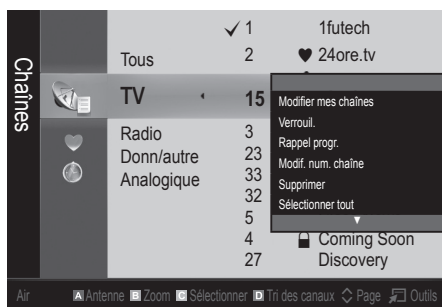 Chaînes
1 1futech
Tous 2 24ore.tv
TV 15
Radio 3
Donn/autre 23
Analogique 33
32
5
4 Coming Soon
27 Discovery
Modifier mes chaînes
Verrouil.
Rappel progr.
Modif. num. chaîne
Supprimer
Sélectionner tout
Air A Antenne B Zoom C Sélectionner D Tri des canaux Page Outils